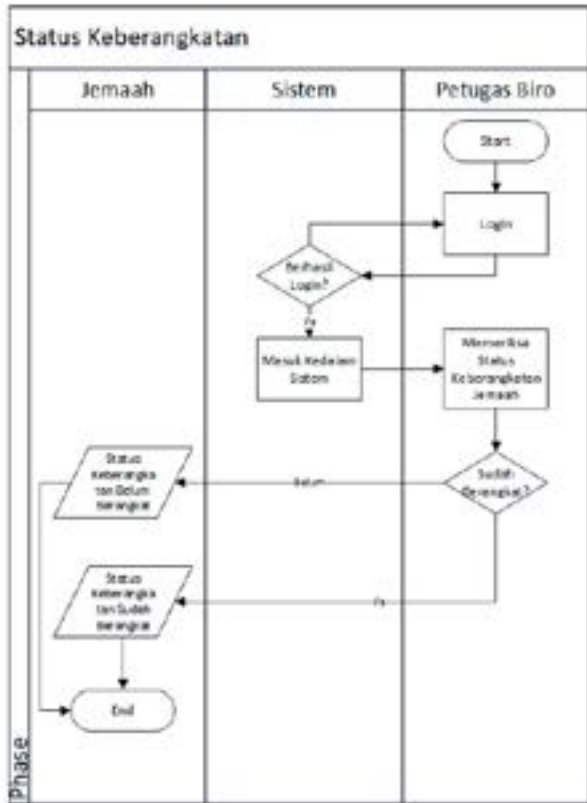 Status Keberangkatan
Jemaah
Sistem
Petugas Biro
Start
Login
Berhasil
Login?
Ya
Masuk Kedalam
Sistem
Memeriksa
Status
Keberangkatan
Jemaah
Sudah
Berangkat?
Belum
Status
Keberangka
tan Belum
Berangkat
Ya
Status
Keberangka
tan Sudah
Berangkat
End
Phase